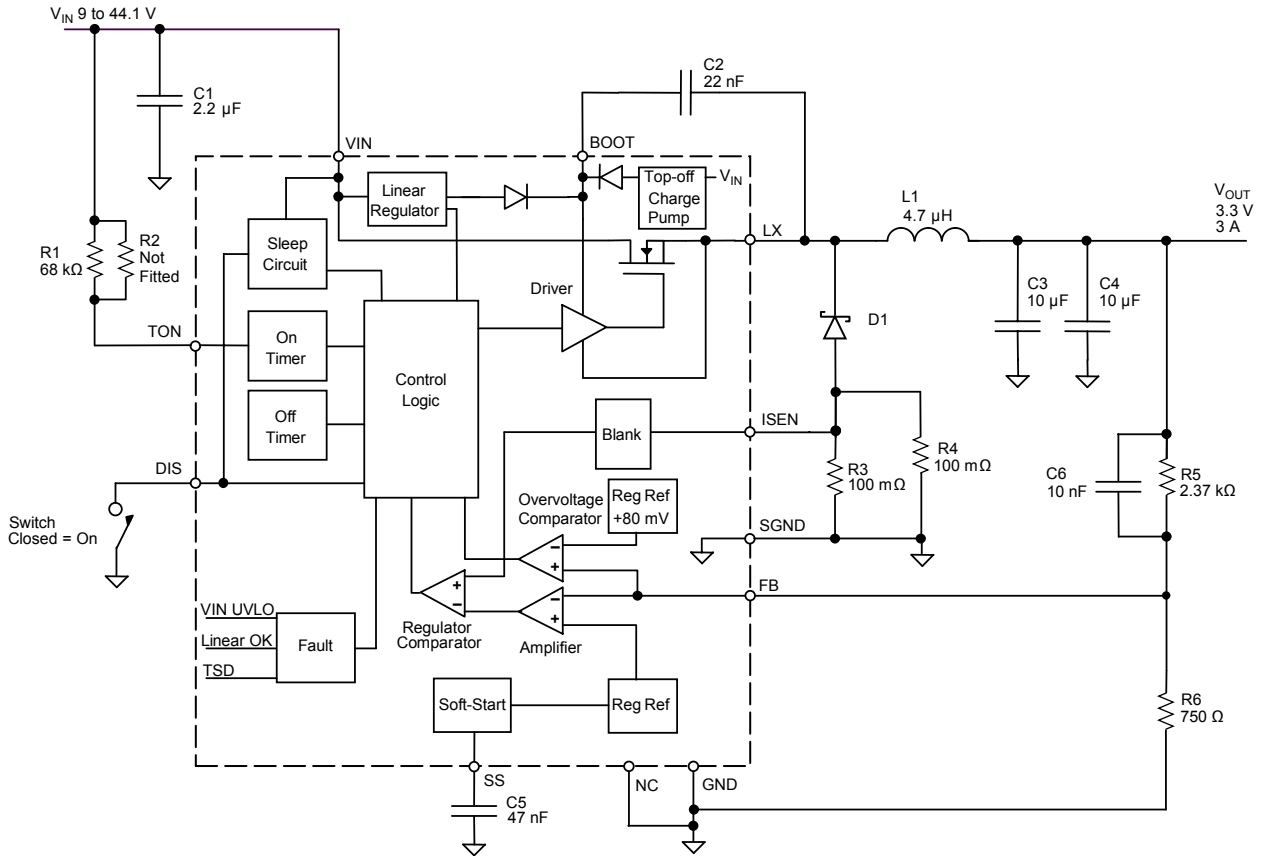 V_IN 9 to 44.1 V
C1
2.2 µF
C2
22 nF
VIN
BOOT
Linear
Regulator
Top-off
Charge
Pump
V_IN
LX
L1
4.7 µH
V_OUT
3.3 V
3 A
R1
68 kΩ
R2
Not
Fitted
Sleep
Circuit
Driver
C3
10 µF
C4
10 µF
D1
TON
On
Timer
Control
Logic
Off
Timer
Blank
ISEN
R3
100 mΩ
R4
100 mΩ
C6
10 nF
R5
2.37 kΩ
DIS
Switch
Closed = On
Overvoltage
Comparator
Reg Ref
+80 mV
SGND
−
+
FB
+
−
−
+
Regulator
Comparator
Amplifier
VIN UVLO
Linear OK
TSD
Fault
Soft-Start
Reg Ref
R6
750 Ω
SS
NC
GND
C5
47 nF